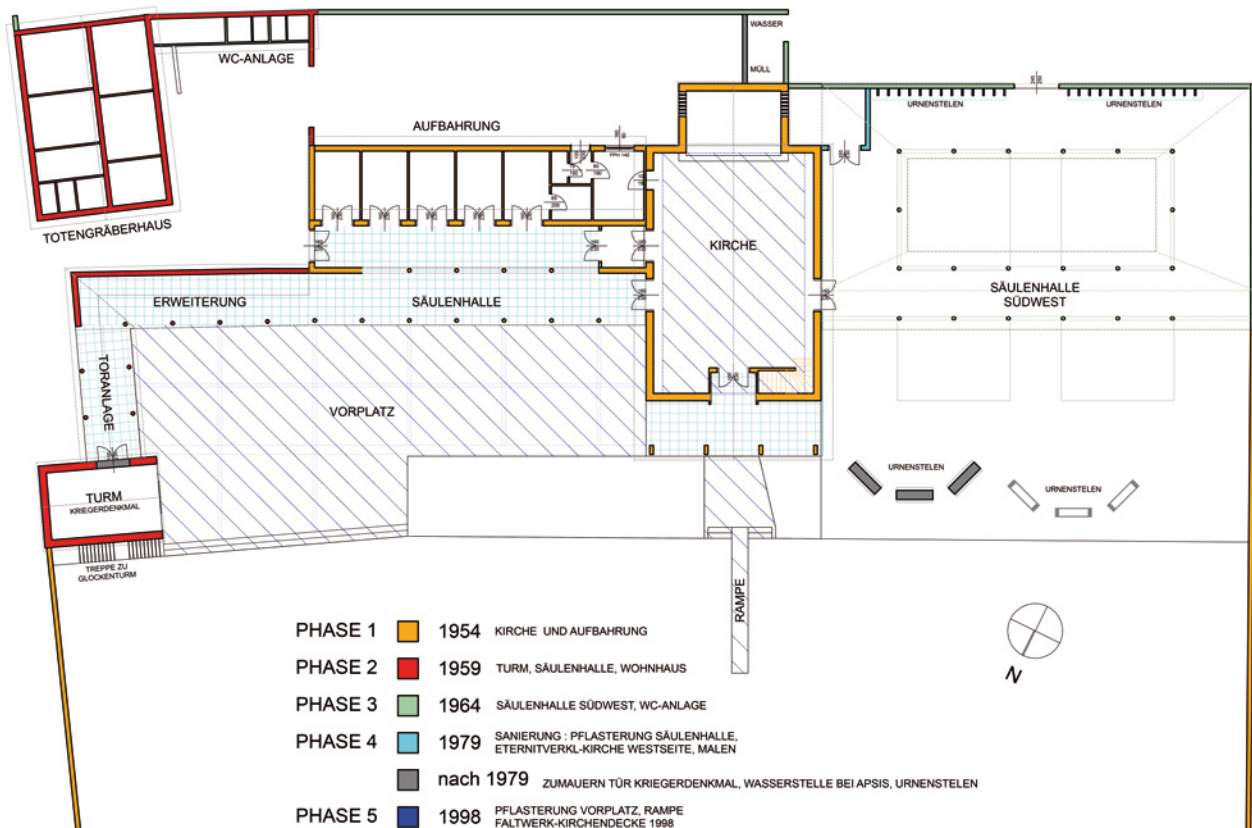 WASSER
WC-ANLAGE
MÜLL
URNENSTELEN
URNENSTELEN
AUFBAHRUNG
FPH 140
TOTENGRÄBERHAUS
KIRCHE
ERWEITERUNG
SÄULENHALLE
SÄULENHALLE
SÜDWEST
TORANLAGE
VORPLATZ
TURM
KRIEGERDENKMAL
URNENSTELEN
URNENSTELEN
TREPPE ZU
GLOCKENTURM
RAMPE
N
PHASE 1 1954 KIRCHE UND AUFBAHRUNG
PHASE 2 1959 TURM, SÄULENHALLE, WOHNHAUS
PHASE 3 1964 SÄULENHALLE SÜDWEST, WC-ANLAGE
PHASE 4 1979 SANIERUNG : PFLASTERUNG SÄULENHALLE,
ETERNITVERKL-KIRCHE WESTSEITE, MALEN
nach 1979 ZUMAUERN TÜR KRIEGERDENKMAL, WASSERSTELLE BEI APSIS, URNENSTELEN
PHASE 5 1998 PFLASTERUNG VORPLATZ, RAMPE
FALTWERK-KIRCHENDECKE 1998